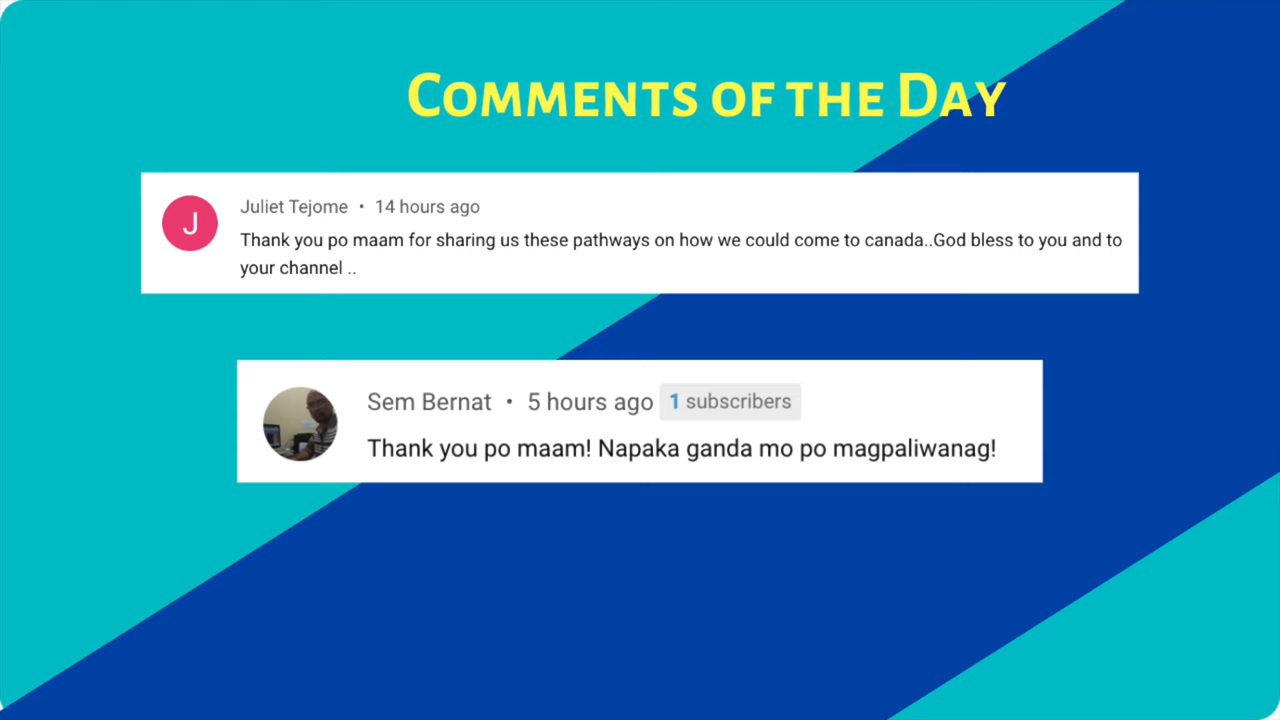 Comments of the Day
J
Juliet Tejome • 14 hours ago
Thank you po maam for sharing us these pathways on how we could come to canada..God bless to you and to
your channel ..
Sem Bernat • 5 hours ago 1 subscribers
Thank you po maam! Napaka ganda mo po magpaliwanag!